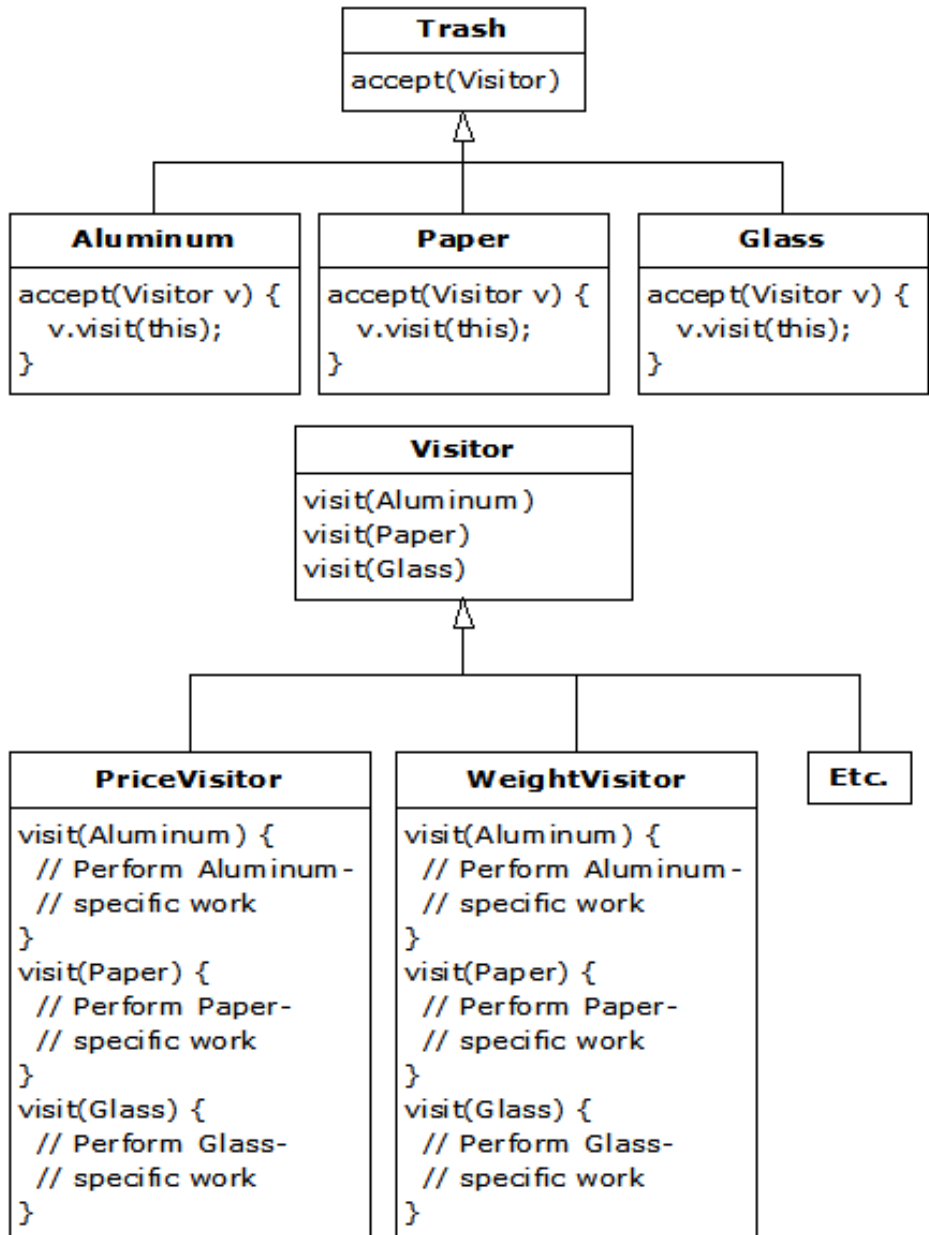 Trash
accept(Visitor)
Aluminum
accept(Visitor v) {
v.visit(this);
}
Paper
accept(Visitor v) {
v.visit(this);
}
Glass
accept(Visitor v) {
v.visit(this);
}
Visitor
visit(Aluminum)
visit(Paper)
visit(Glass)
PriceVisitor
visit(Aluminum) {
// Perform Aluminum-
// specific work
}
visit(Paper) {
// Perform Paper-
// specific work
}
visit(Glass) {
// Perform Glass-
// specific work
}
WeightVisitor
visit(Aluminum) {
// Perform Aluminum-
// specific work
}
visit(Paper) {
// Perform Paper-
// specific work
}
visit(Glass) {
// Perform Glass-
// specific work
}
Etc.